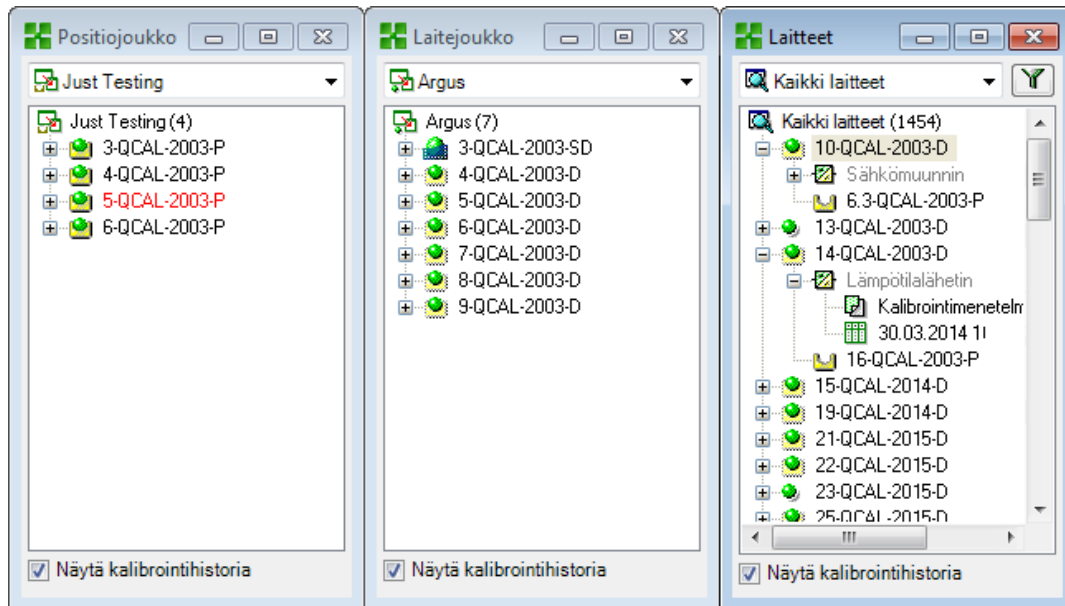 Positiojoukko
Just Testing
Just Testing (4)
3-QCAL-2003-P
4-QCAL-2003-P
5-QCAL-2003-P
6-QCAL-2003-P
Näytä kalibrointihistoria
Laitejoukko
Argus
Argus (7)
3-QCAL-2003-SD
4-QCAL-2003-D
5-QCAL-2003-D
6-QCAL-2003-D
7-QCAL-2003-D
8-QCAL-2003-D
9-QCAL-2003-D
Näytä kalibrointihistoria
Laitteet
Kaikki laitteet
Kaikki laitteet (1454)
10-QCAL-2003-D
Sähkömuunnin
6.3-QCAL-2003-P
13-QCAL-2003-D
14-QCAL-2003-D
Lämpötilalähetin
Kalibrointimenetelm
30.03.2014 1
16-QCAL-2003-P
15-QCAL-2014-D
19-QCAL-2014-D
21-QCAL-2015-D
22-QCAL-2015-D
23-QCAL-2015-D
25-QCAL-2015-D
Näytä kalibrointihistoria